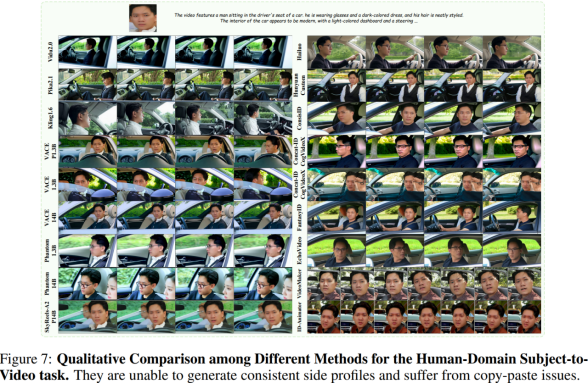 The video features a man sitting in the driver's seat of a car. he is wearing glasses and a dark-colored dress, and his hair is neatly styled.
The interior of the car appears to be modern, with a light-colored dashboard and a steering ...
Vidu2.0
Pika2.1
Kling1.6
VACE
P1.3B
VACE
1.3B
VACE
14B
Phantom
1.3B
Phantom
14B
SkyReels-A2
P14B
Hailuo
Hunyuan
Custom
ConsisID
Concat-ID
CogVideoX
Concat-ID
CogVideoX
FantasyID
EchoVideo
VideoMaker
ID-Animator
Figure 7: Qualitative Comparison among Different Methods for the Human-Domain Subject-to-
Video task. They are unable to generate consistent side profiles and suffer from copy-paste issues.